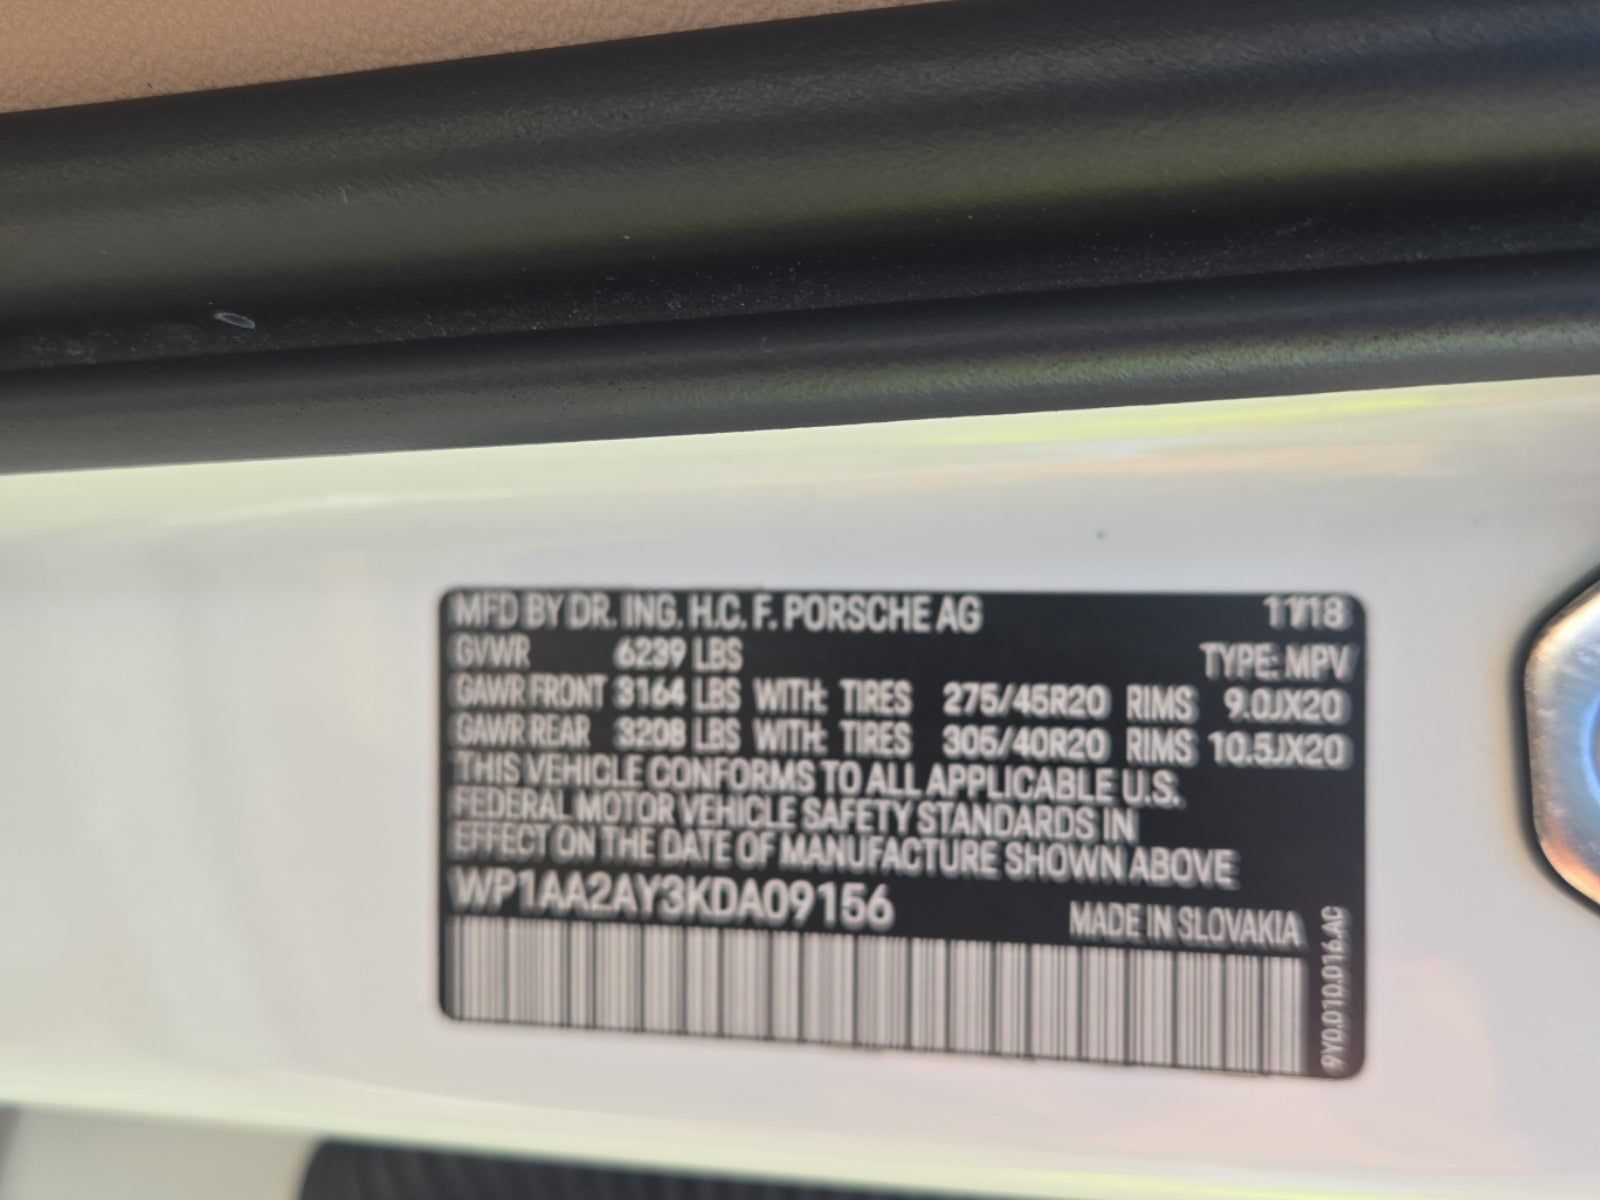 MFD BY DR. ING. H.C. F. PORSCHE AG 11/18
GVWR 6239 LBS TYPE: MPV
GAWR FRONT 3164 LBS WITH: TIRES 275/45R20 RIMS 9.0JX20
GAWR REAR 3208 LBS WITH: TIRES 305/40R20 RIMS 10.5JX20
THIS VEHICLE CONFORMS TO ALL APPLICABLE U.S.
FEDERAL MOTOR VEHICLE SAFETY STANDARDS IN
EFFECT ON THE DATE OF MANUFACTURE SHOWN ABOVE
WP1AA2AY3KDA09156 MADE IN SLOVAKIA
9Y0.010.016.AC